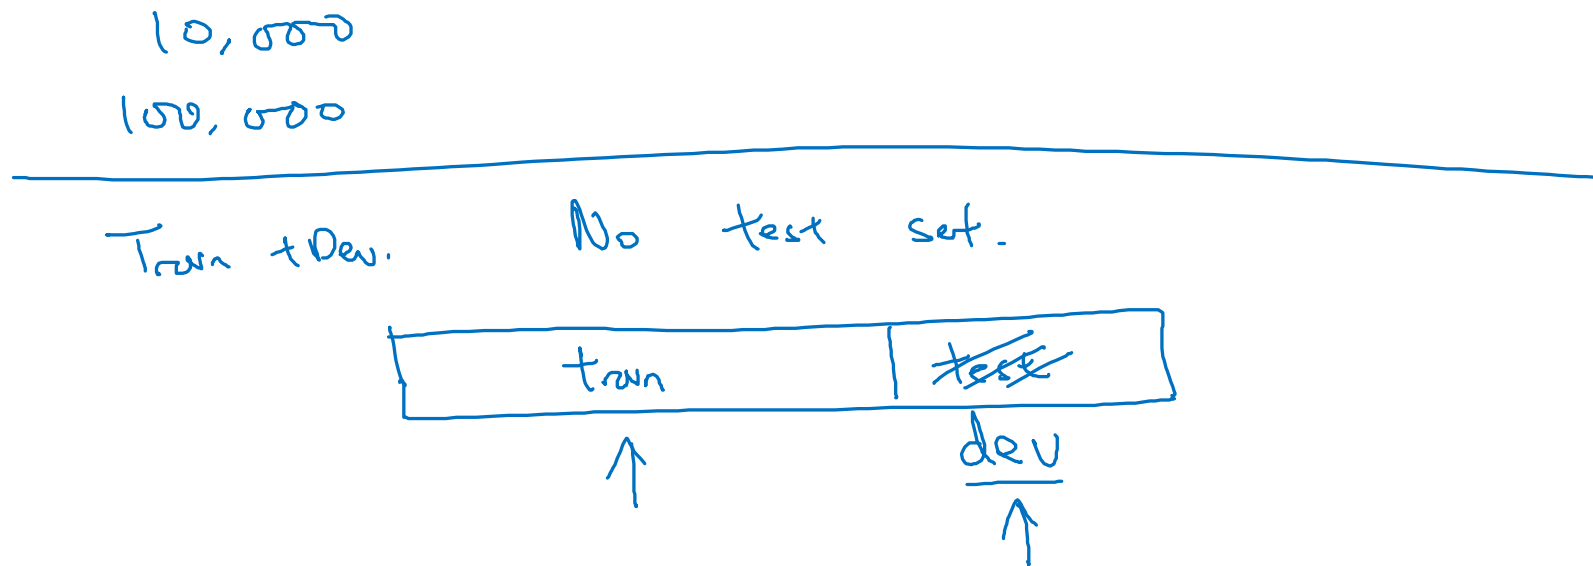 10,000
100,000
Train + Dev. No test set.
train test
dev